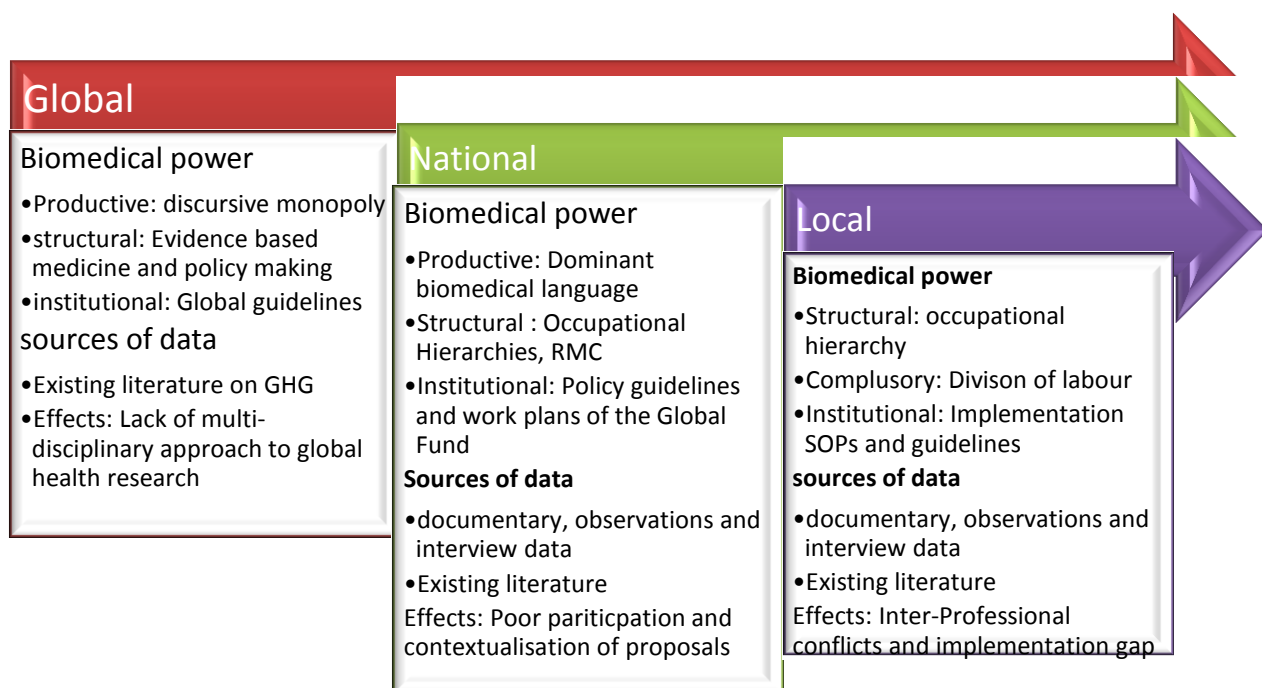 Global
Biomedical power
•Productive: discursive monopoly
•structural: Evidence based
medicine and policy making
•institutional: Global guidelines
sources of data
•Existing literature on GHG
•Effects: Lack of multi-
disciplinary approach to global
health research
National
Biomedical power
•Productive: Dominant
biomedical language
•Structural : Occupational
Hierarchies, RMC
•Institutional: Policy guidelines
and work plans of the Global
Fund
Sources of data
•documentary, observations and
interview data
•Existing literature
Effects: Poor pariticpation and
contextualisation of proposals
Local
Biomedical power
•Structural: occupational
hierarchy
•Complusory: Divison of labour
•Institutional: Implementation
SOPs and guidelines
sources of data
•documentary, observations and
interview data
•Existing literature
Effects: Inter-Professional
conflicts and implementation gap